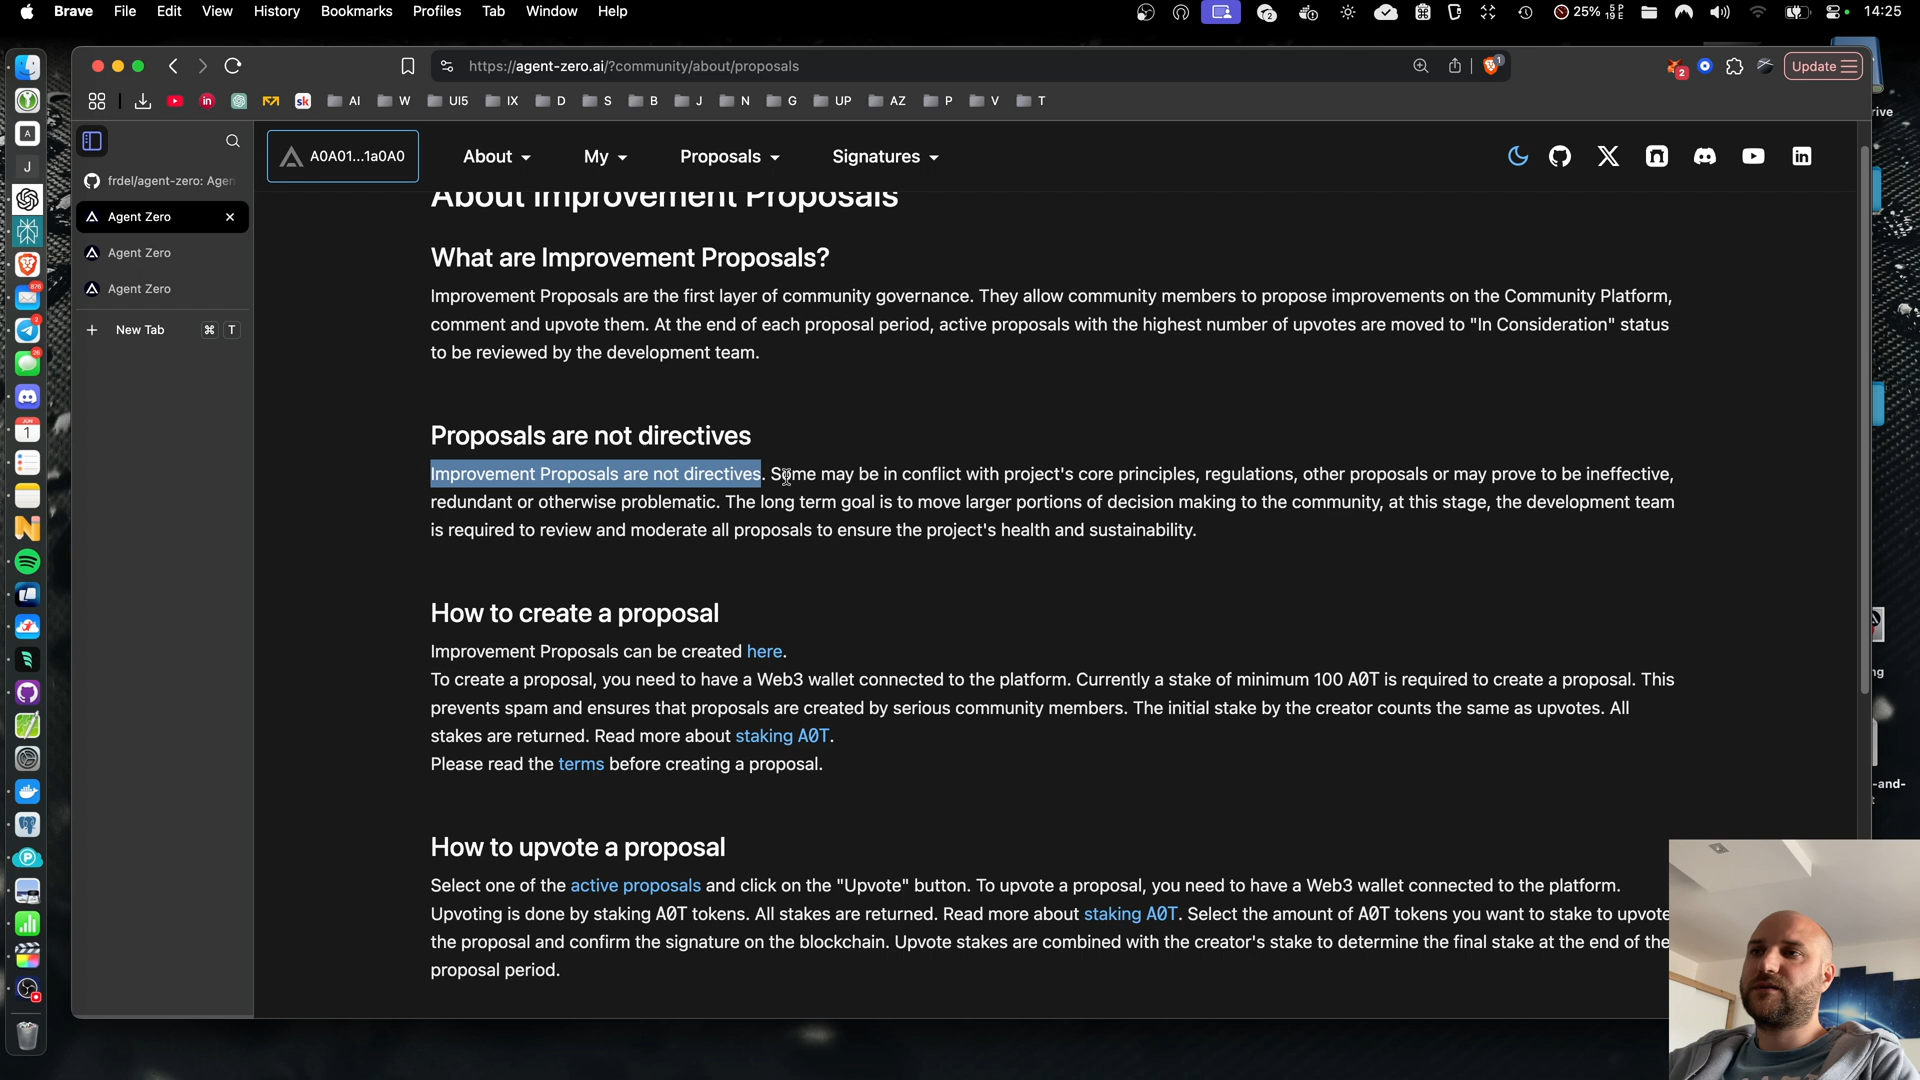 Brave File Edit View History Bookmarks Profiles Tab Window Help
2
25% 5 P
19 E
14:25
https://agent-zero.ai/?community/about/proposals
1
2
Update
in
sk
AI W UI5 IX D S B J N G UP AZ P V T
rive
A0A01...1a0A0
About My Proposals Signatures
frdel/agent-zero: Agen
Agent Zero
Agent Zero
Agent Zero
New Tab ⌘ T
About Improvement Proposals
What are Improvement Proposals?
Improvement Proposals are the first layer of community governance. They allow community members to propose improvements on the Community Platform,
comment and upvote them. At the end of each proposal period, active proposals with the highest number of upvotes are moved to "In Consideration" status
to be reviewed by the development team.
Proposals are not directives
Improvement Proposals are not directives. Some may be in conflict with project's core principles, regulations, other proposals or may prove to be ineffective,
redundant or otherwise problematic. The long term goal is to move larger portions of decision making to the community, at this stage, the development team
is required to review and moderate all proposals to ensure the project's health and sustainability.
How to create a proposal
Improvement Proposals can be created here.
To create a proposal, you need to have a Web3 wallet connected to the platform. Currently a stake of minimum 100 A0T is required to create a proposal. This
prevents spam and ensures that proposals are created by serious community members. The initial stake by the creator counts the same as upvotes. All
stakes are returned. Read more about staking A0T.
Please read the terms before creating a proposal.
How to upvote a proposal
Select one of the active proposals and click on the "Upvote" button. To upvote a proposal, you need to have a Web3 wallet connected to the platform.
Upvoting is done by staking A0T tokens. All stakes are returned. Read more about staking A0T. Select the amount of A0T tokens you want to stake to upvote
the proposal and confirm the signature on the blockchain. Upvote stakes are combined with the creator's stake to determine the final stake at the end of the
proposal period.
A
J
876
2
26
JUN
1
ng
-and-